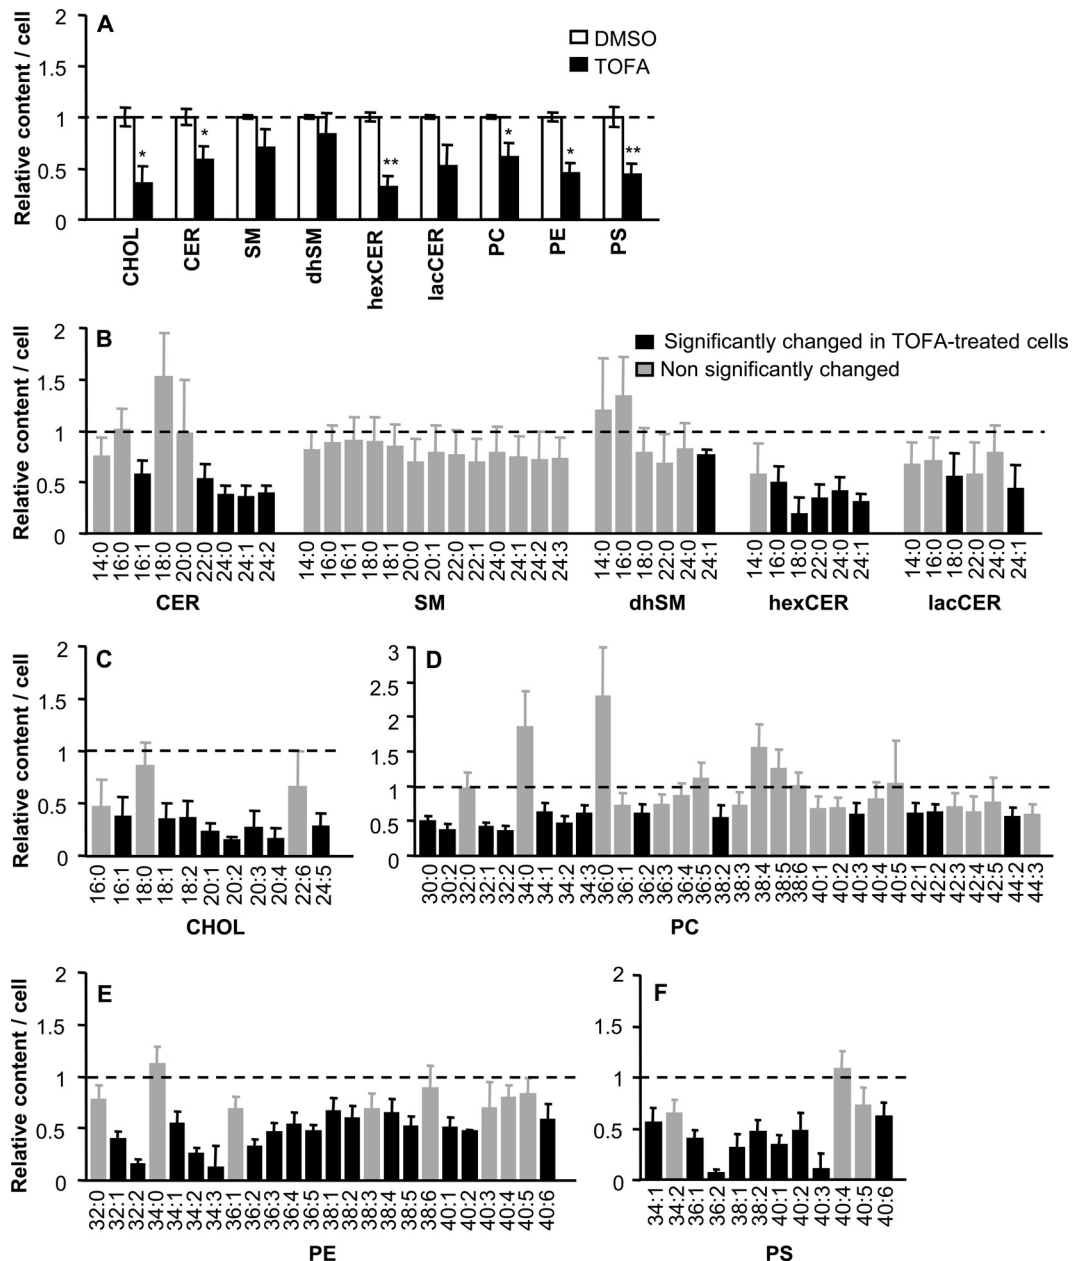 A
2
1.5
1
0.5
0
Relative content / cell
DMSO
TOFA
* * ** * * **
CHOL CER SM dhSM hexCER lacCER PC PE PS
B
2
1.5
1
0.5
0
Relative content / cell
Significantly changed in TOFA-treated cells
Non significantly changed
14:0 16:0 16:1 18:0 20:0 22:0 24:0 24:1 24:2
14:0 16:0 16:1 18:0 18:1 20:0 20:1 22:0 22:1 24:0 24:1 24:2 24:3
14:0 16:0 18:0 22:0 24:0 24:1
14:0 16:0 18:0 22:0 24:0 24:1
14:0 16:0 18:0 22:0 24:0 24:1
CER SM dhSM hexCER lacCER
C
2
1.5
1
0.5
0
Relative content / cell
16:0 16:1 18:0 18:1 18:2 20:1 20:2 20:3 20:4 22:6 24:5
CHOL
D
3
2.5
2
1.5
1
0.5
0
30:0 30:2 32:0 32:1 32:2 34:0 34:1 34:2 34:3 36:0 36:1 36:2 36:3 36:4 36:5 38:2 38:3 38:4 38:5 38:6 40:1 40:2 40:3 40:4 40:5 42:1 42:2 42:3 42:4 42:5 44:2 44:3
PC
E
2
1.5
1
0.5
0
Relative content / cell
32:0 32:1 32:2 34:0 34:1 34:2 34:3 36:1 36:2 36:3 36:4 36:5 38:1 38:2 38:3 38:4 38:5 38:6 40:1 40:2 40:3 40:4 40:5 40:6
PE
F
2
1.5
1
0.5
0
34:1 34:2 36:1 36:2 38:1 38:2 40:1 40:2 40:3 40:4 40:5 40:6
PS